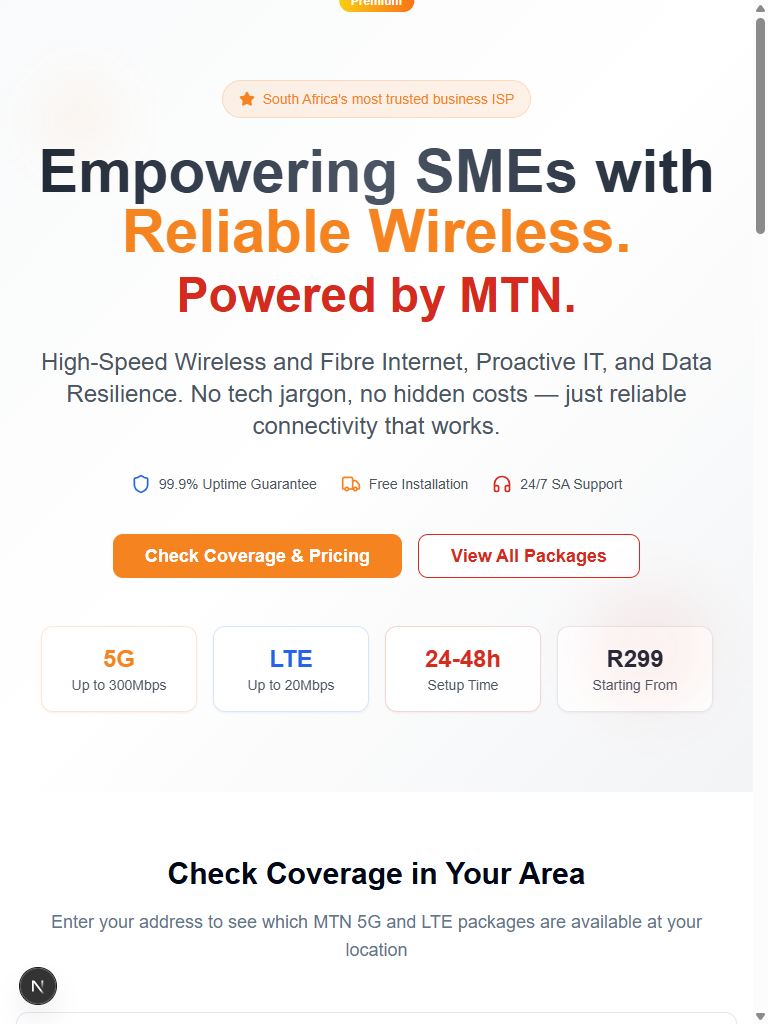 Premium
South Africa's most trusted business ISP
Empowering SMEs with
Reliable Wireless.
Powered by MTN.
High-Speed Wireless and Fibre Internet, Proactive IT, and Data
Resilience. No tech jargon, no hidden costs — just reliable
connectivity that works.
99.9% Uptime Guarantee
Free Installation
24/7 SA Support
Check Coverage & Pricing
View All Packages
5G
Up to 300Mbps
LTE
Up to 20Mbps
24-48h
Setup Time
R299
Starting From
Check Coverage in Your Area
Enter your address to see which MTN 5G and LTE packages are available at your
location
N